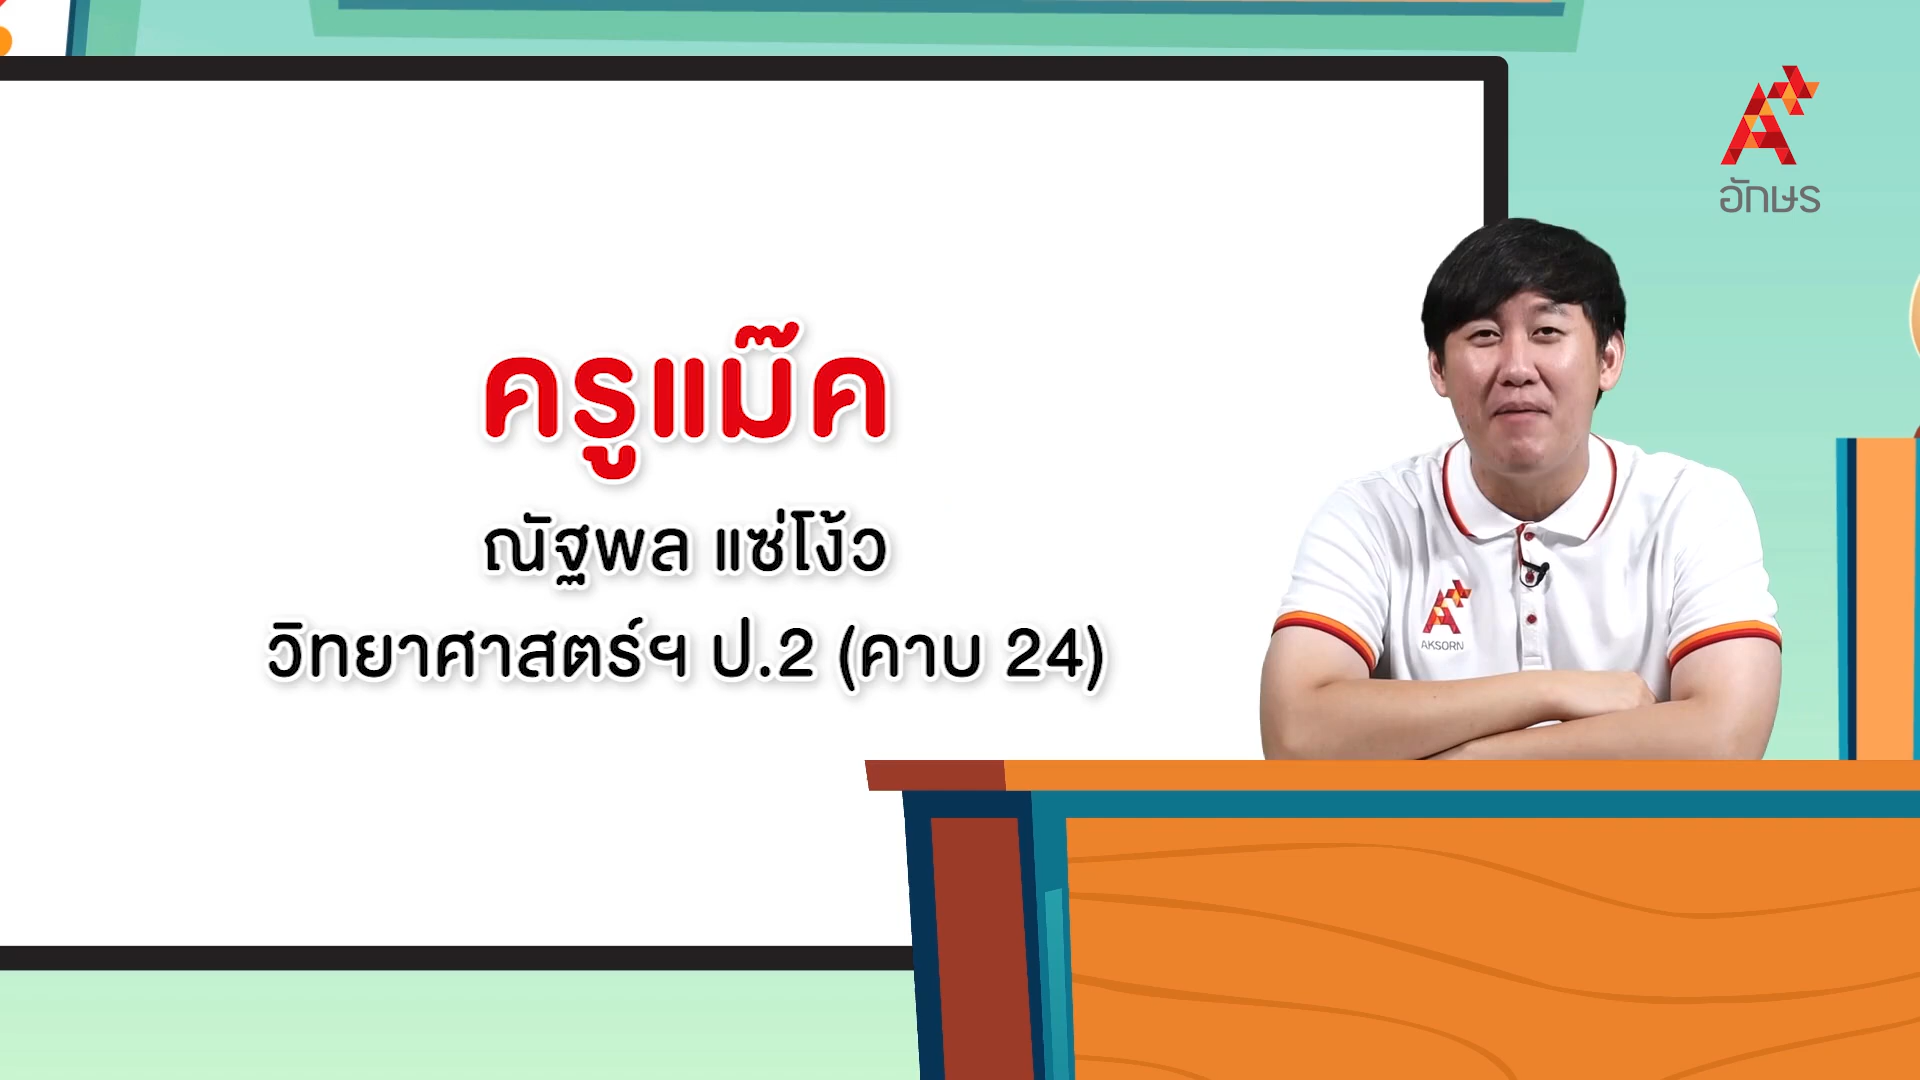 อักษร
ครูแม๊ค
ณัฐพล แซ่โง้ว
วิทยาศาสตร์ฯ ป.2 (คาบ 24)
AKSORN